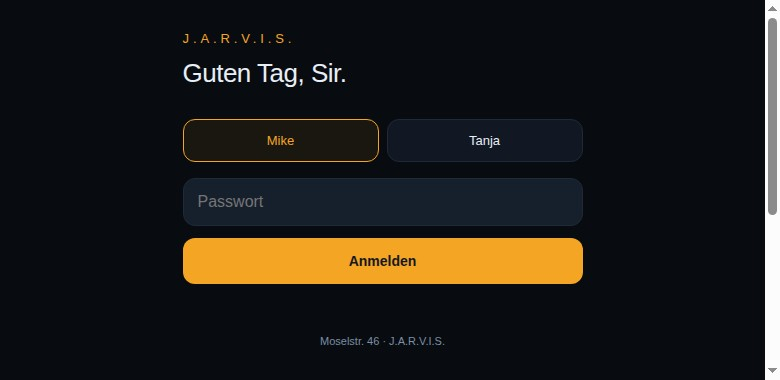 J.A.R.V.I.S.
Guten Tag, Sir.
Mike
Tanja
Passwort
Anmelden
Moselstr. 46 · J.A.R.V.I.S.